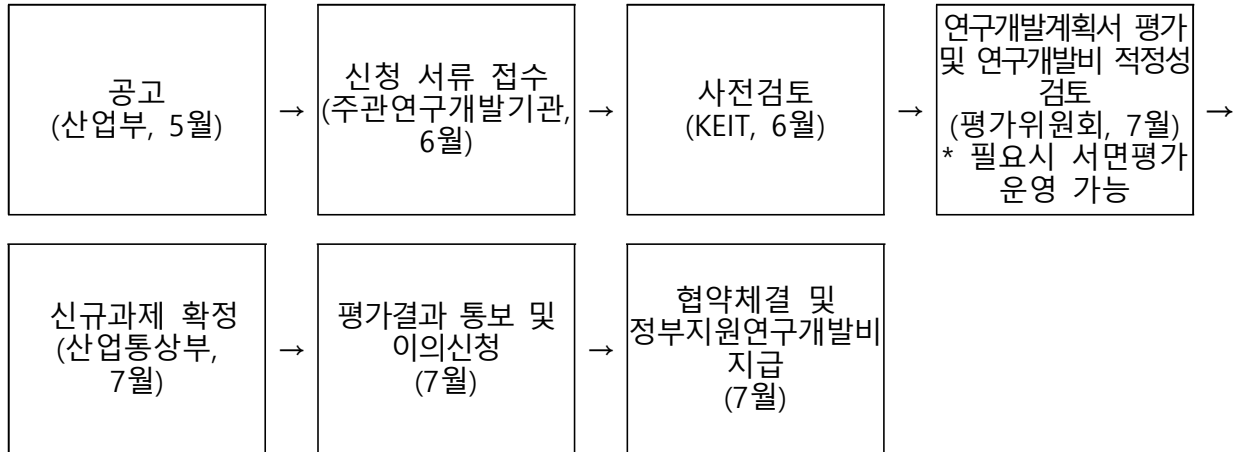 공고
(산업부, 5월)
→
신청 서류 접수
(주관연구개발기관,
6월)
→
사전검토
(KEIT, 6월)
→
연구개발계획서 평가
및 연구개발비 적정성
검토
(평가위원회, 7월)
* 필요시 서면평가
운영 가능
→
신규과제 확정
(산업통상부,
7월)
→
평가결과 통보 및
이의신청
(7월)
→
협약체결 및
정부지원연구개발비
지급
(7월)